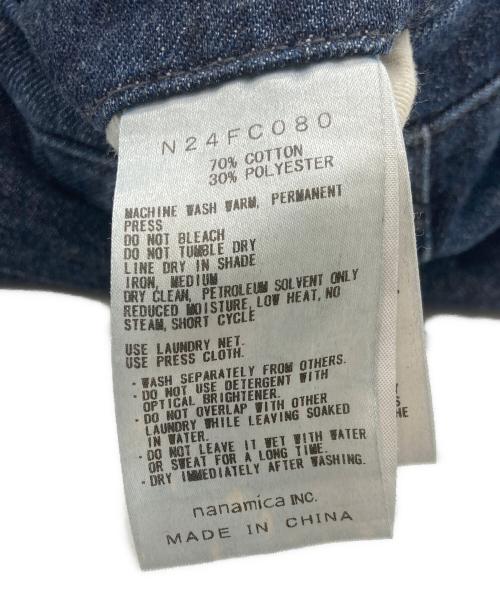 N24FC080
70% COTTON
30% POLYESTER
MACHINE WASH WARM, PERMANENT
PRESS
DO NOT BLEACH
DO NOT TUMBLE DRY
LINE DRY IN SHADE
IRON, MEDIUM
DRY CLEAN, PETROLEUM SOLVENT ONLY
REDUCED MOISTURE, LOW HEAT, NO
STEAM, SHORT CYCLE
USE LAUNDRY NET.
USE PRESS CLOTH.
・WASH SEPARATELY FROM OTHERS.
・DO NOT USE DETERGENT WITH
OPTICAL BRIGHTENER.
・DO NOT OVERLAP WITH OTHER
LAUNDRY WHILE LEAVING SOAKED
IN WATER.
・DO NOT LEAVE IT WET WITH WATER
OR SWEAT FOR A LONG TIME.
・DRY IMMEDIATELY AFTER WASHING.
nanamica INC.
MADE IN CHINA